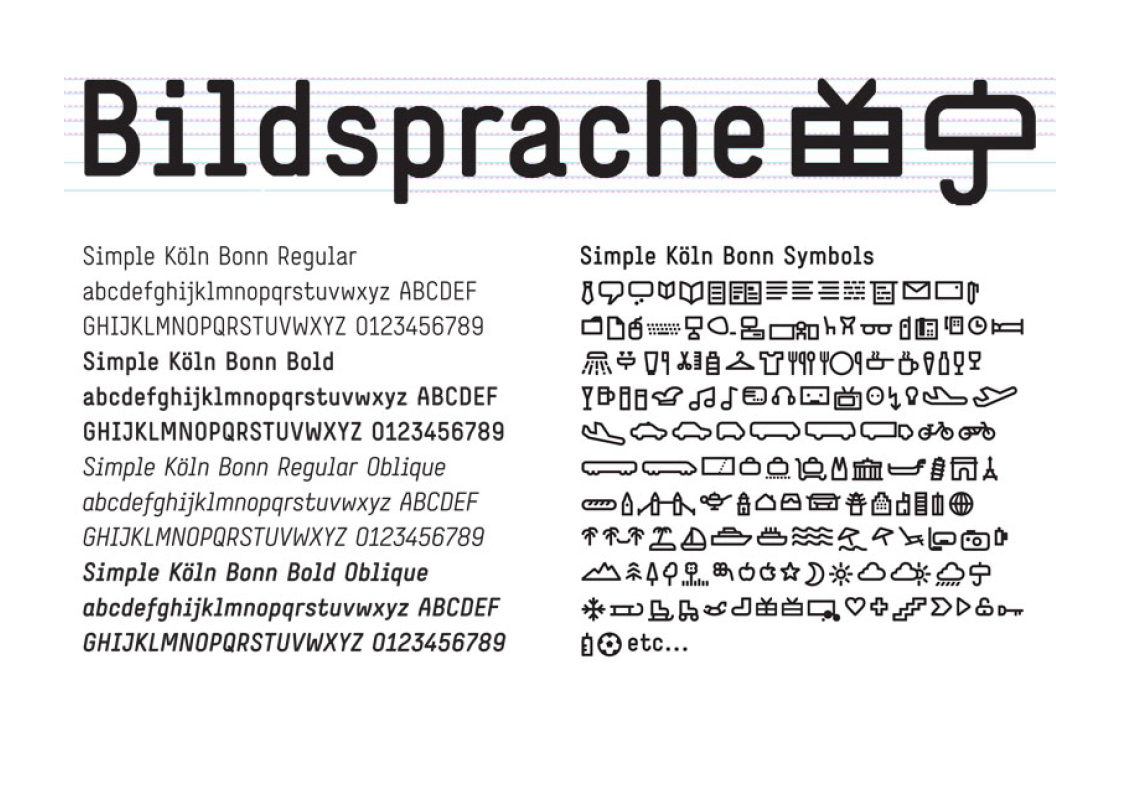 Bildsprache
Simple Köln Bonn Regular
abcdefghijklmnopqrstuvwxyz ABCDEF
GHIJKLMNOPQRSTUVWXYZ 0123456789
Simple Köln Bonn Bold
abcdefghijklmnopqrstuvwxyz ABCDEF
GHIJKLMNOPQRSTUVWXYZ 0123456789
Simple Köln Bonn Regular Oblique
abcdefghijklmnopqrstuvwxyz ABCDEF
GHIJKLMNOPQRSTUVWXYZ 0123456789
Simple Köln Bonn Bold Oblique
abcdefghijklmnopqrstuvwxyz ABCDEF
GHIJKLMNOPQRSTUVWXYZ 0123456789
Simple Köln Bonn Symbols
etc...